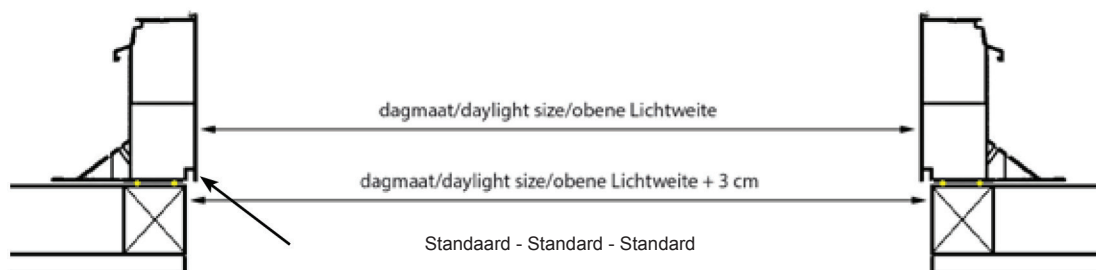 dagmaat/daylight size/obene Lichtweite
dagmaat/daylight size/obene Lichtweite + 3 cm
Standaard - Standard - Standard